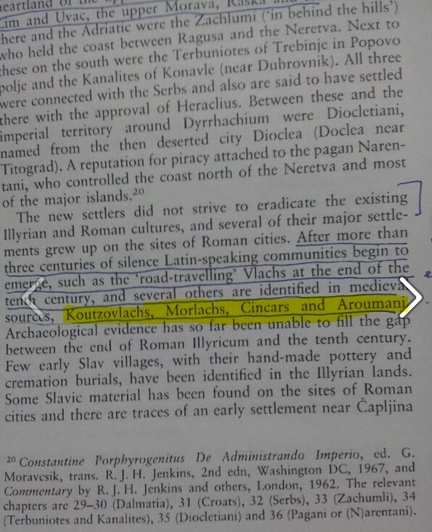 heartland of the
Lim and Uvac, the upper Morava, Raška and
there and the Adriatic were the Zachlumi ('in behind the hills')
who held the coast between Ragusa and the Neretva. Next to
these on the south were the Terbuniotes of Trebinje in Popovo
polje and the Kanalites of Konavle (near Dubrovnik). All three
were connected with the Serbs and also are said to have settled
there with the approval of Heraclius. Between these and the
imperial territory around Dyrrhachium were Diocletiani,
named from the then deserted city Dioclea (Doclea near
Titograd). A reputation for piracy attached to the pagan Naren-
tani, who controlled the coast north of the Neretva and most
of the major islands.20
The new settlers did not strive to eradicate the existing
Illyrian and Roman cultures, and several of their major settle-
ments grew up on the sites of Roman cities. After more than
three centuries of silence Latin-speaking communities begin to
emerge, such as the 'road-travelling' Vlachs at the end of the
tenth century, and several others are identified in medieval
sources, Koutzovlachs, Morlachs, Cincars and Aroumani.
Archaeological evidence has so far been unable to fill the gap
between the end of Roman Illyricum and the tenth century.
Few early Slav villages, with their hand-made pottery and
cremation burials, have been identified in the Illyrian lands.
Some Slavic material has been found on the sites of Roman
cities and there are traces of an early settlement near Čapljina
20 Constantine Porphyrogenitus De Administrando Imperio, ed. G.
Moravcsik, trans. R. J. H. Jenkins, 2nd edn, Washington DC, 1967, and
Commentary by R. J. H. Jenkins and others, London, 1962. The relevant
chapters are 29–30 (Dalmatia), 31 (Croats), 32 (Serbs), 33 (Zachumli), 34
(Terbuniotes and Kanalites), 35 (Diocletiani) and 36 (Pagani or (N)arentani).